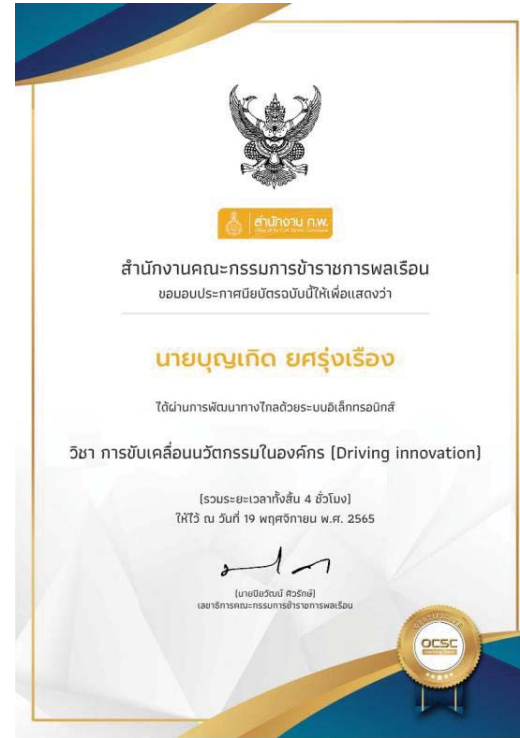 สำนักงาน ก.พ.
สำนักงานคณะกรรมการข้าราชการพลเรือน
ขอมอบประกาศนียบัตรฉบับนี้ให้เพื่อแสดงว่า
นายบุญเกิด ยศรุ่งเรือง
ได้ผ่านการพัฒนาทางไกลด้วยระบบอิเล็กทรอนิกส์
วิชา การขับเคลื่อนนวัตกรรมในองค์กร (Driving innovation)
(รวมระยะเวลาทั้งสิ้น 4 ชั่วโมง)
ให้ไว้ ณ วันที่ 19 พฤศจิกายน พ.ศ. 2565
(นายปิยวัฒน์ ศิวรักษ์)
เลขาธิการคณะกรรมการข้าราชการพลเรือน
OCSC